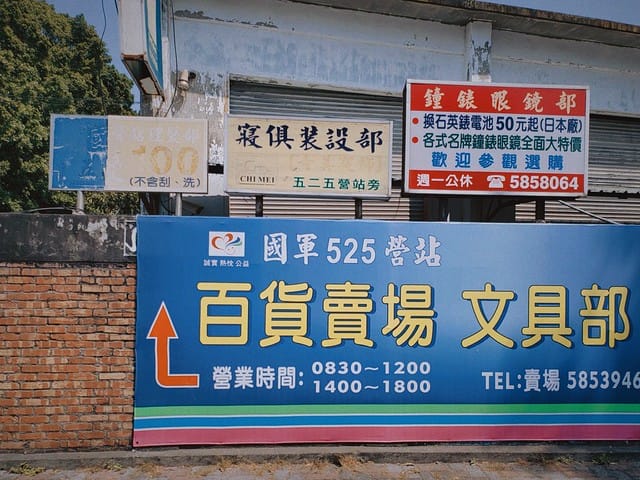 100
(不含刮、洗)
寢俱裝設部
CHI MEI
五二五營站旁
鐘錶眼鏡部
•換石英錶電池50元起(日本廠)
•各式名牌鐘錶眼鏡全面大特價
歡迎參觀選購
週一公休 ☎5858064
誠實 熱忱 公益
國軍525營站
百貨賣場 文具部
營業時間: 0830～1200
1400～1800
TEL:賣場 5853946